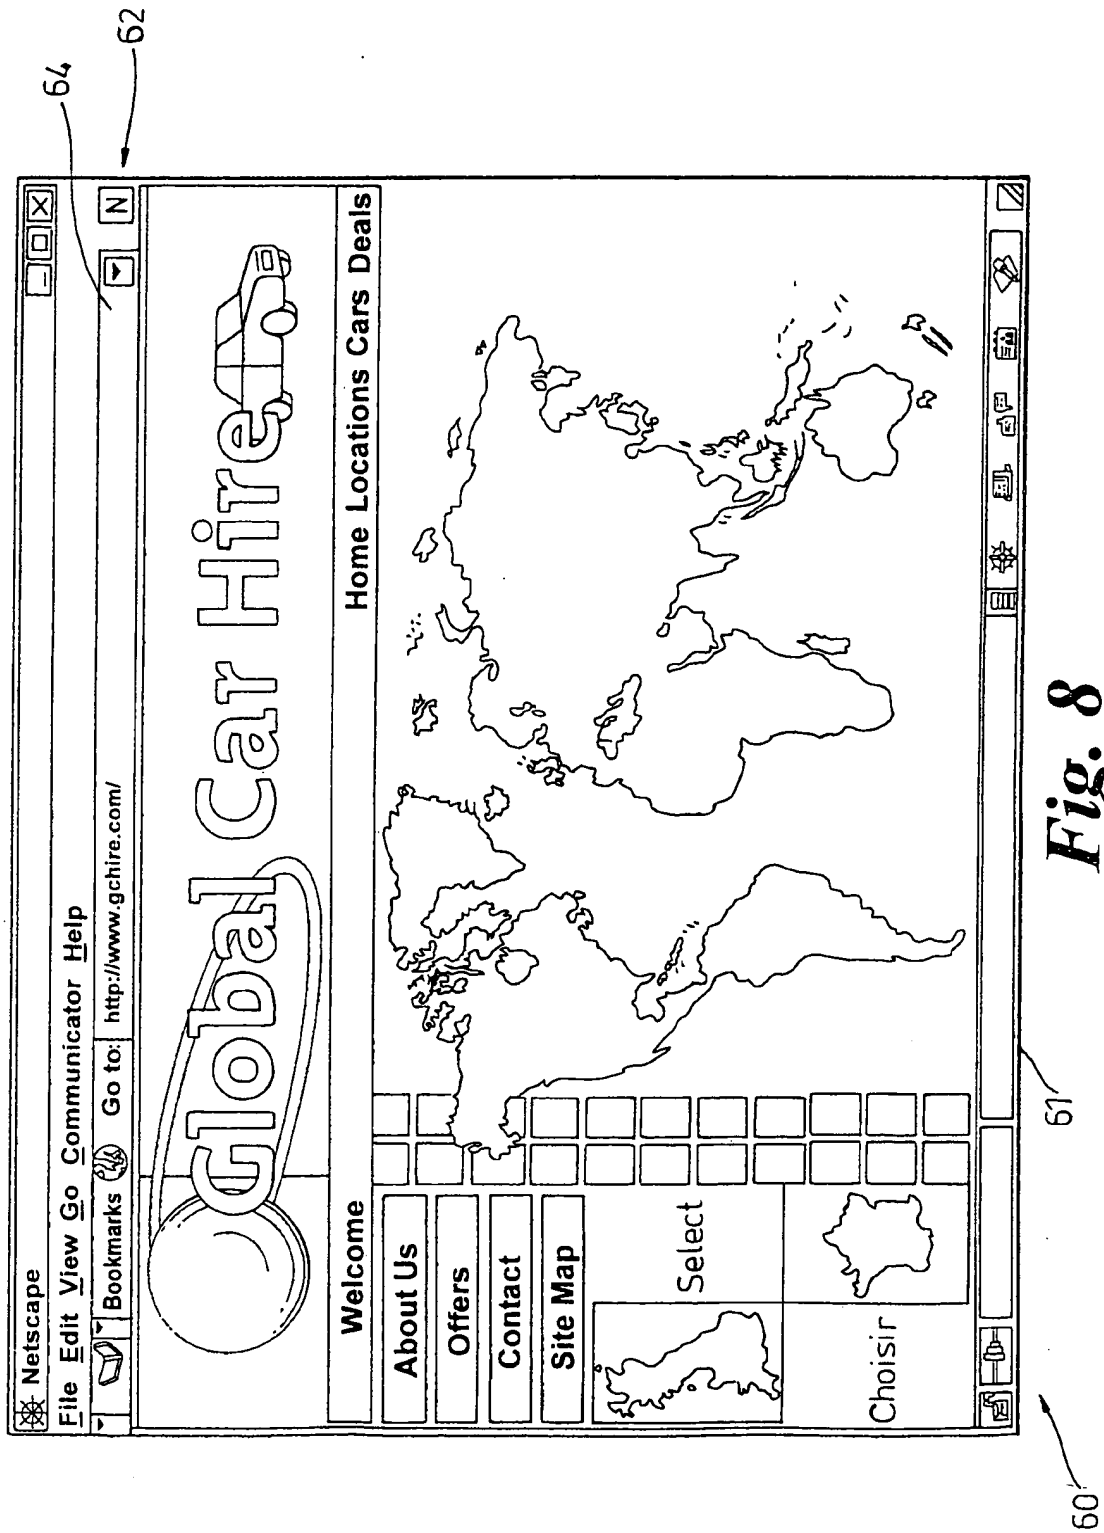 Netscape
File Edit View Go Communicator Help
Bookmarks Go to: http://www.gchire.com/
N
Global Car Hire
Welcome
Home Locations Cars Deals
About Us
Offers
Contact
Site Map
Select
Choisir
60
61
62
64
Fig. 8